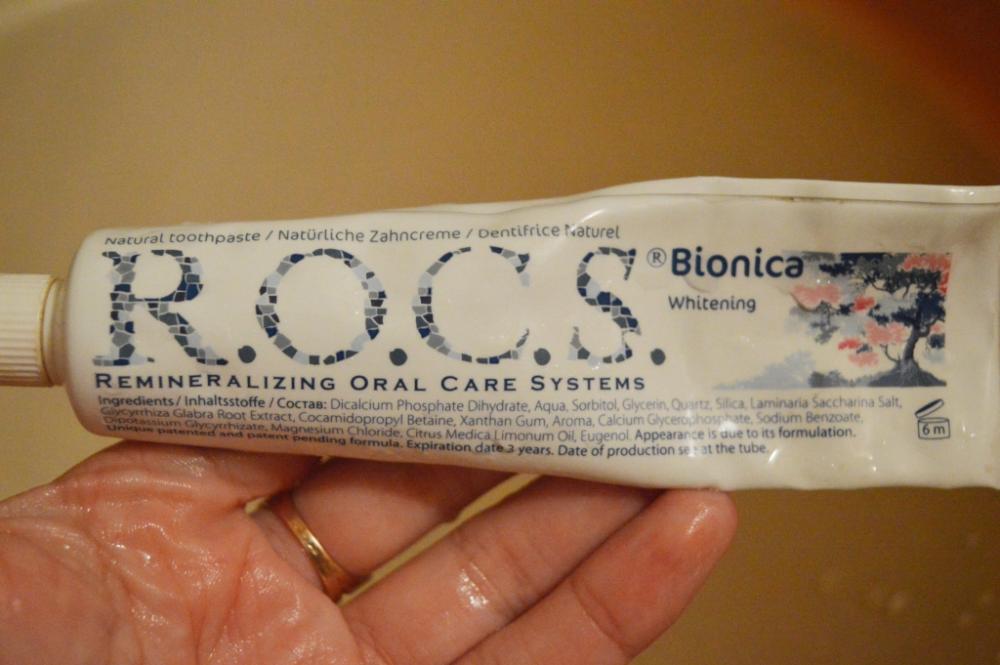 Natural toothpaste / Natürliche Zahncreme / Dentifrice Naturel
R.O.C.S.® Bionica
Whitening
REMINERALIZING ORAL CARE SYSTEMS
Ingredients / Inhaltsstoffe / Состав: Dicalcium Phosphate Dihydrate, Aqua, Sorbitol, Glycerin, Quartz, Silica, Laminaria Saccharina Salt,
Glycyrrhiza Glabra Root Extract, Cocamidopropyl Betaine, Xanthan Gum, Aroma, Calcium Glycerophosphate, Sodium Benzoate,
Dipotassium Glycyrrhizate, Magnesium Chloride, Citrus Medica Limonum Oil, Eugenol. Appearance is due to its formulation.
Unique patented and patent pending formula. Expiration date 3 years. Date of production see at the tube.
6 m